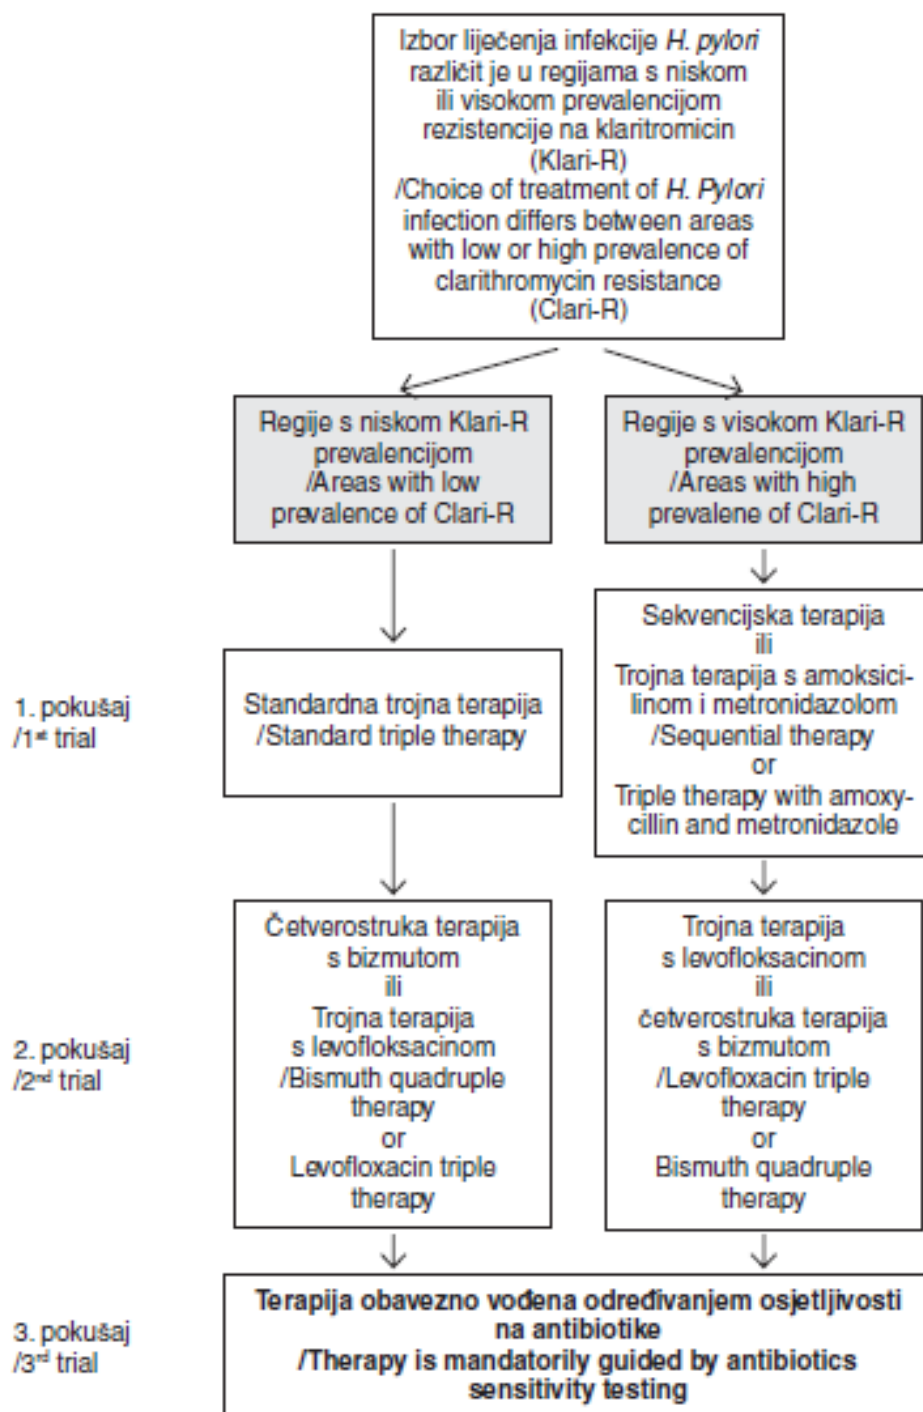 Izbor liječenja infekcije H. pylori
različit je u regijama s niskom
ili visokom prevalencijom
rezistencije na klaritromicin
(Klari-R)
/Choice of treatment of H. Pylori
infection differs between areas
with low or high prevalence of
clarithromycin resistance
(Clari-R)
Regije s niskom Klari-R
prevalencijom
/Areas with low
prevalence of Clari-R
Regije s visokom Klari-R
prevalencijom
/Areas with high
prevalene of Clari-R
1. pokušaj
/1st trial
Standardna trojna terapija
/Standard triple therapy
Sekvencijska terapija
ili
Trojna terapija s amoksici-
linom i metronidazolom
/Sequential therapy
or
Triple therapy with amoxy-
cillin and metronidazole
2. pokušaj
/2nd trial
Četverostruka terapija
s bizmutom
ili
Trojna terapija
s levofloksacinom
/Bismuth quadruple
therapy
or
Levofloxacin triple
therapy
Trojna terapija
s levofloksacinom
ili
četverostruka terapija
s bizmutom
/Levofloxacin triple
therapy
or
Bismuth quadruple
therapy
3. pokušaj
/3rd trial
Terapija obavezno vođena određivanjem osjetljivosti
na antibiotike
/Therapy is mandatorily guided by antibiotics
sensitivity testing